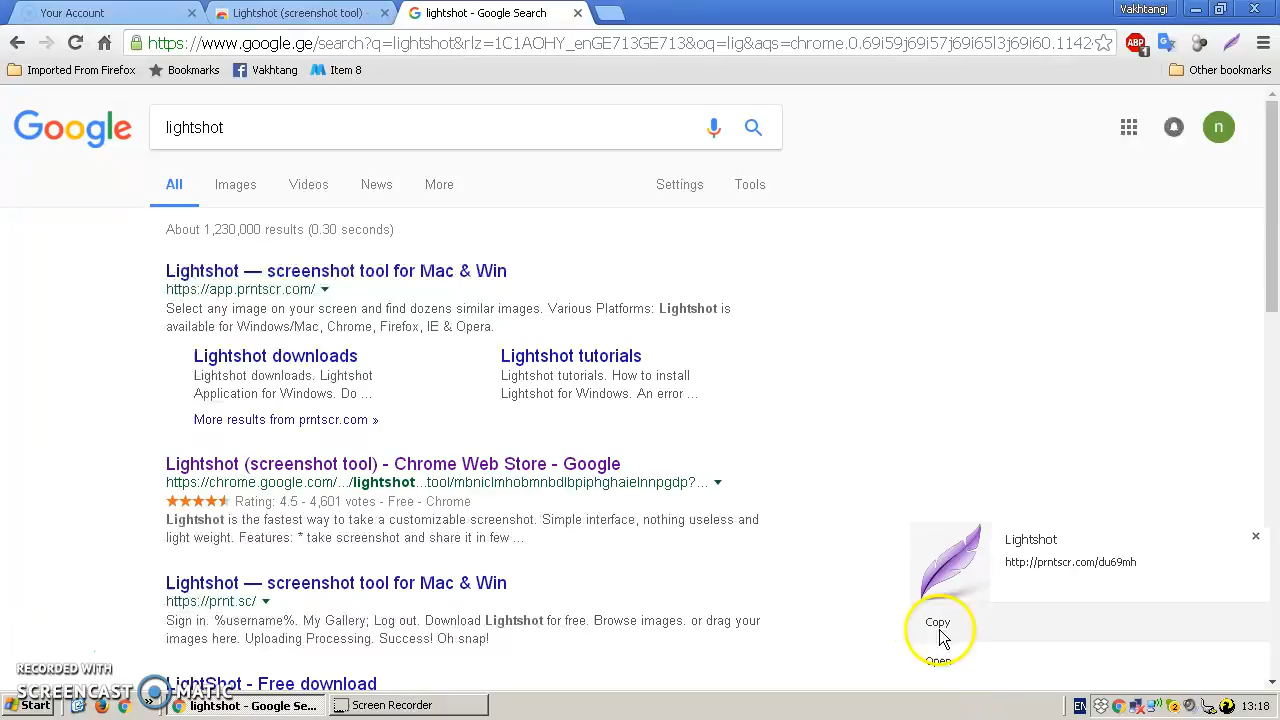 Your Account
Lightshot (screenshot tool) -
lightshot - Google Search
Vakhtangi
https://www.google.ge/search?q=lightshot&rlz=1C1AOHY_enGE713GE713&oq=lig&aqs=chrome.0.69i59j69i57j69i65l3j69i60.1142
ABP
1
Imported From Firefox
Bookmarks
Vakhtang
Item 8
Other bookmarks
Google
lightshot
n
All
Images
Videos
News
More
Settings
Tools
About 1,230,000 results (0.30 seconds)
Lightshot — screenshot tool for Mac & Win
https://app.prntscr.com/
Select any image on your screen and find dozens similar images. Various Platforms: Lightshot is
available for Windows/Mac, Chrome, Firefox, IE & Opera.
Lightshot downloads
Lightshot downloads. Lightshot
Application for Windows. Do ...
Lightshot tutorials
Lightshot tutorials. How to install
Lightshot for Windows. An error ...
More results from prntscr.com »
Lightshot (screenshot tool) - Chrome Web Store - Google
https://chrome.google.com/.../lightshot...tool/mbniclmhobmnbdlbpiphghaielnnpgdp?...
Rating: 4.5 - 4,601 votes - Free - Chrome
Lightshot is the fastest way to take a customizable screenshot. Simple interface, nothing useless and
light weight. Features: * take screenshot and share it in few ...
Lightshot — screenshot tool for Mac & Win
https://prnt.sc/
Sign in. %username%. My Gallery; Log out. Download Lightshot for free. Browse images. or drag your
images here. Uploading Processing. Success! Oh snap!
LightShot - Free download
Lightshot
http://prntscr.com/du69mh
Copy
Open
RECORDED WITH
SCREENCAST MATIC
Start
lightshot - Google Se...
Screen Recorder
EN
13:18